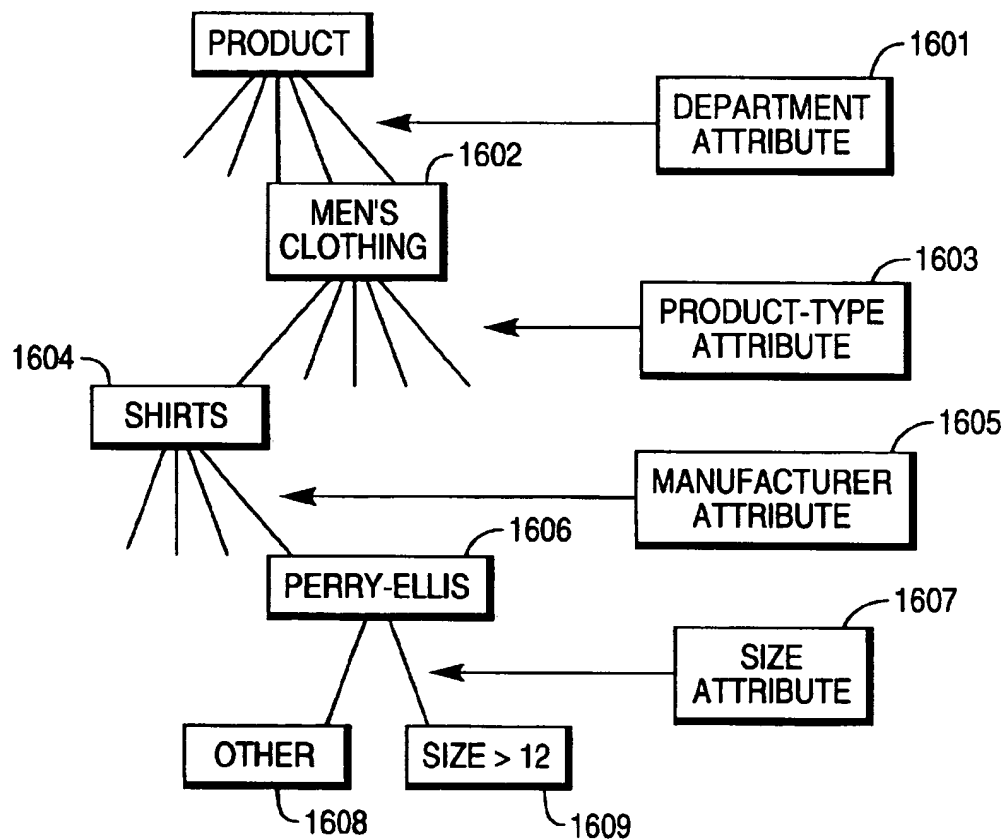 PRODUCT
1601
DEPARTMENT
ATTRIBUTE
1602
MEN'S
CLOTHING
1603
PRODUCT-TYPE
ATTRIBUTE
1604
SHIRTS
1605
MANUFACTURER
ATTRIBUTE
1606
PERRY-ELLIS
1607
SIZE
ATTRIBUTE
OTHER
SIZE > 12
1608
1609